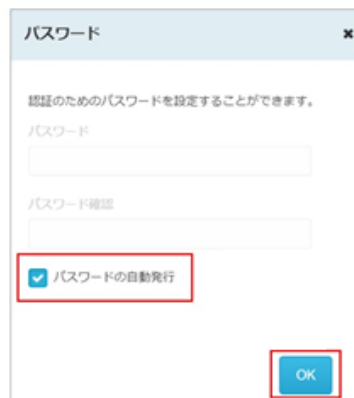 パスワード
認証のためのパスワードを設定することができます。
パスワード
パスワード確認
パスワードの自動発行
OK